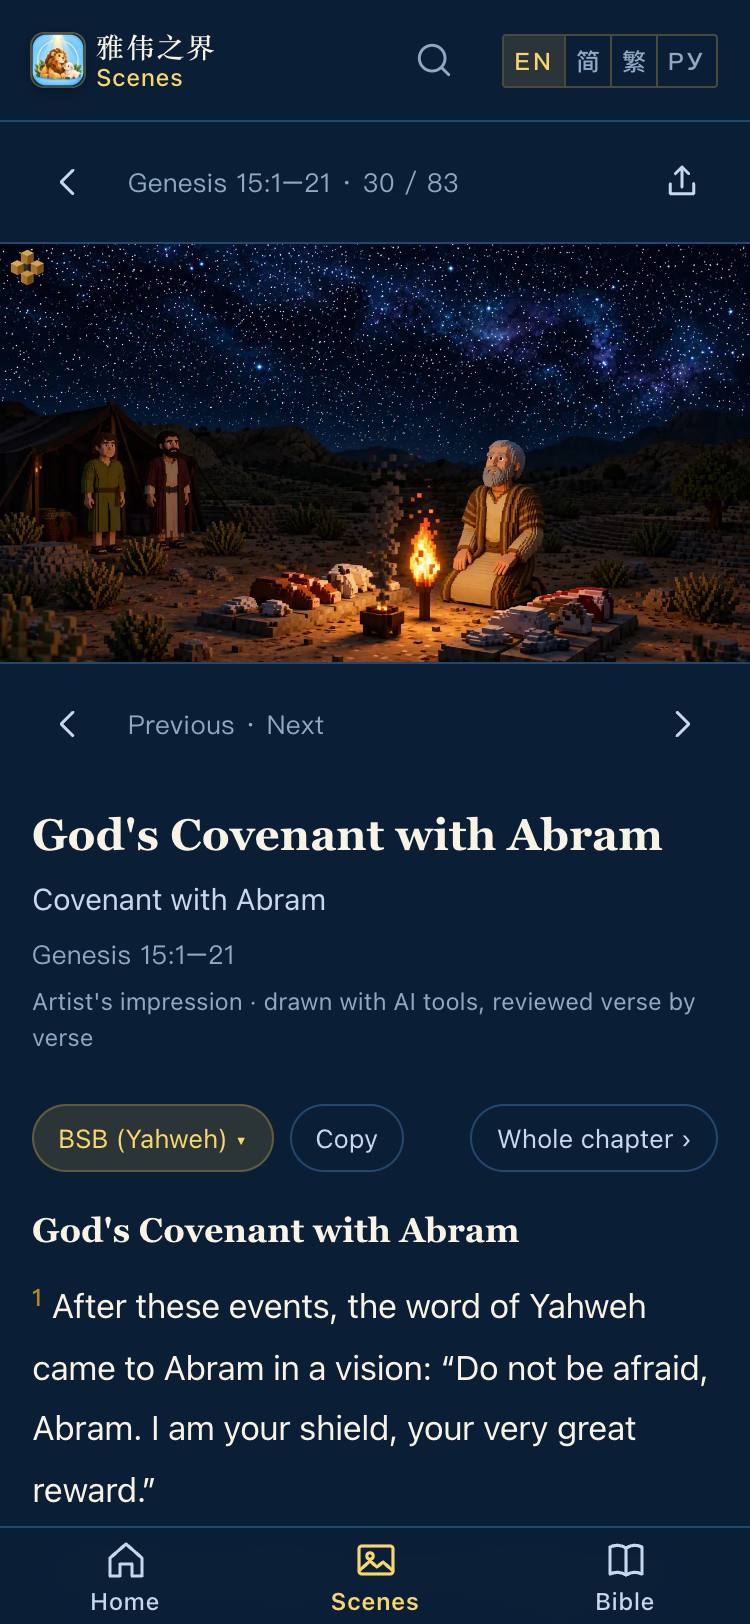 雅伟之界
Scenes
EN 简 繁 РУ
Genesis 15:1—21 · 30 / 83
Previous · Next
God's Covenant with Abram
Covenant with Abram
Genesis 15:1—21
Artist's impression · drawn with AI tools, reviewed verse by
verse
BSB (Yahweh) ▾ Copy Whole chapter ›
God's Covenant with Abram
1 After these events, the word of Yahweh
came to Abram in a vision: “Do not be afraid,
Abram. I am your shield, your very great
reward.”
Home Scenes Bible